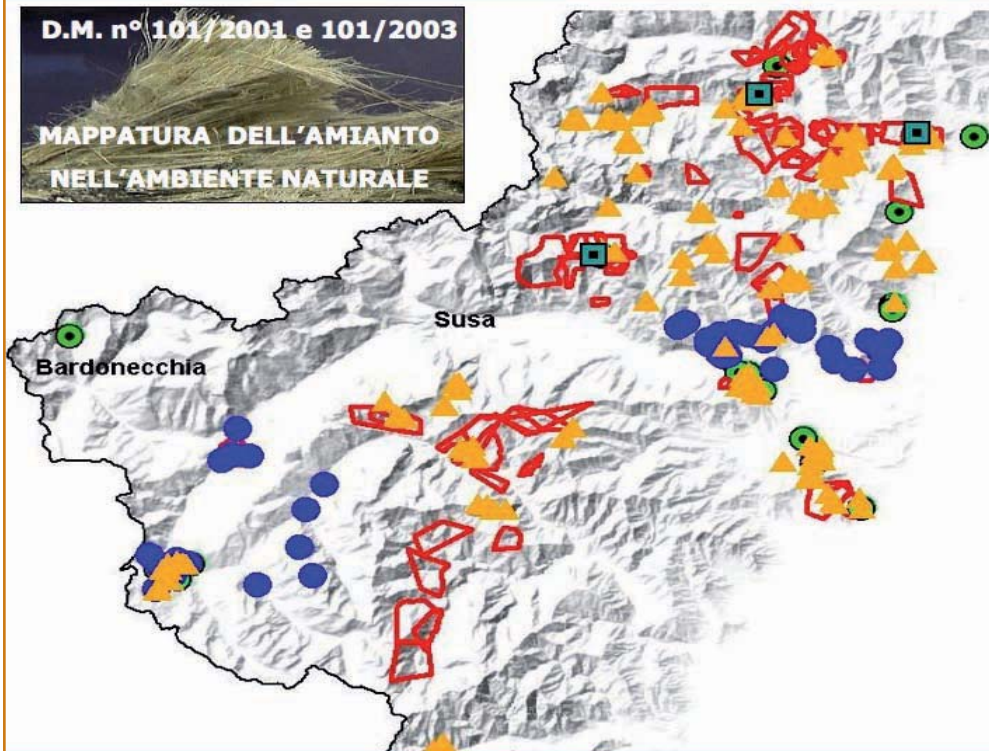 D.M. n° 101/2001 e 101/2003
MAPPATURA DELL'AMIANTO
NELL'AMBIENTE NATURALE
Susa
Bardonecchia